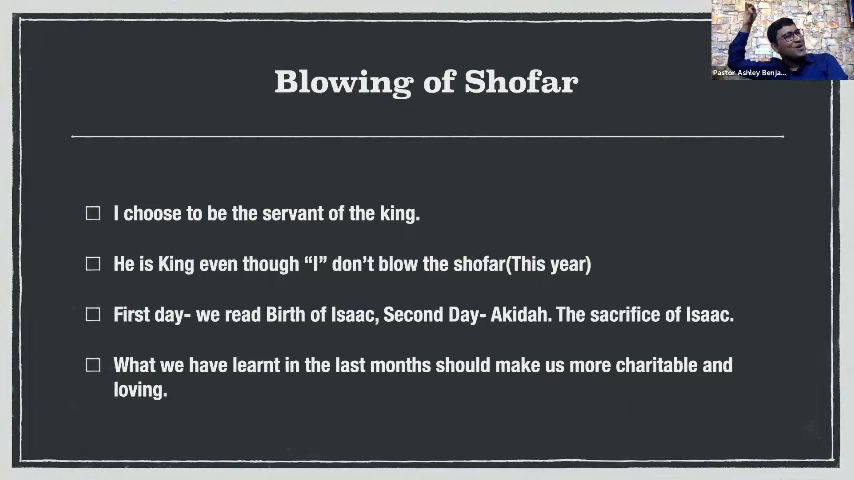 Pastor Ashley Benja...
Blowing of Shofar
I choose to be the servant of the king.
He is King even though “I” don’t blow the shofar(This year)
First day- we read Birth of Isaac, Second Day- Akidah. The sacrifice of Isaac.
What we have learnt in the last months should make us more charitable and
loving.